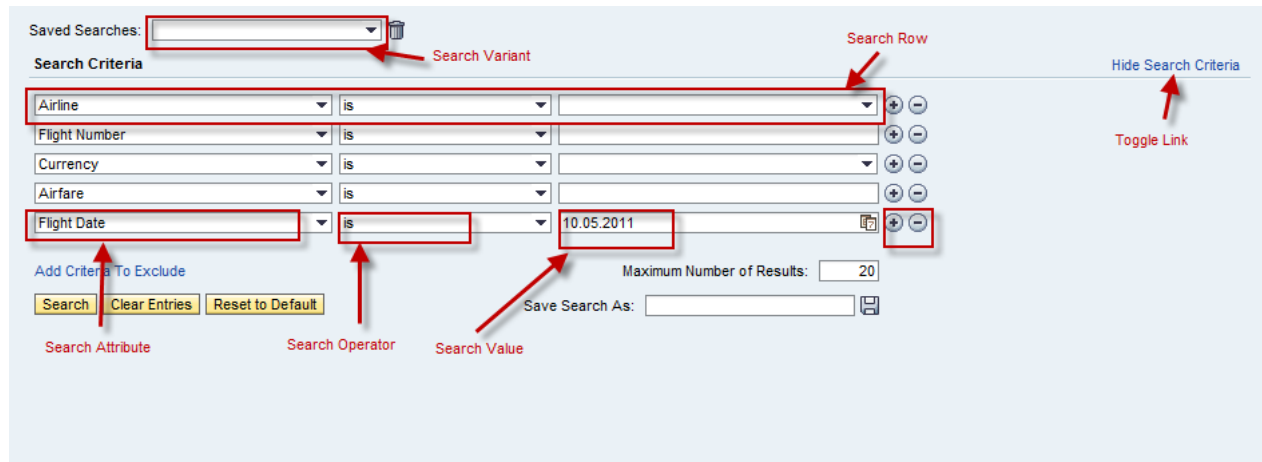 Saved Searches:
Search Variant
Search Row
Search Criteria
Hide Search Criteria
Airline is
Flight Number is
Toggle Link
Currency is
Airfare is
Flight Date is 10.05.2011
Add Criteria To Exclude Maximum Number of Results: 20
Search Clear Entries Reset to Default Save Search As:
Search Attribute Search Operator Search Value